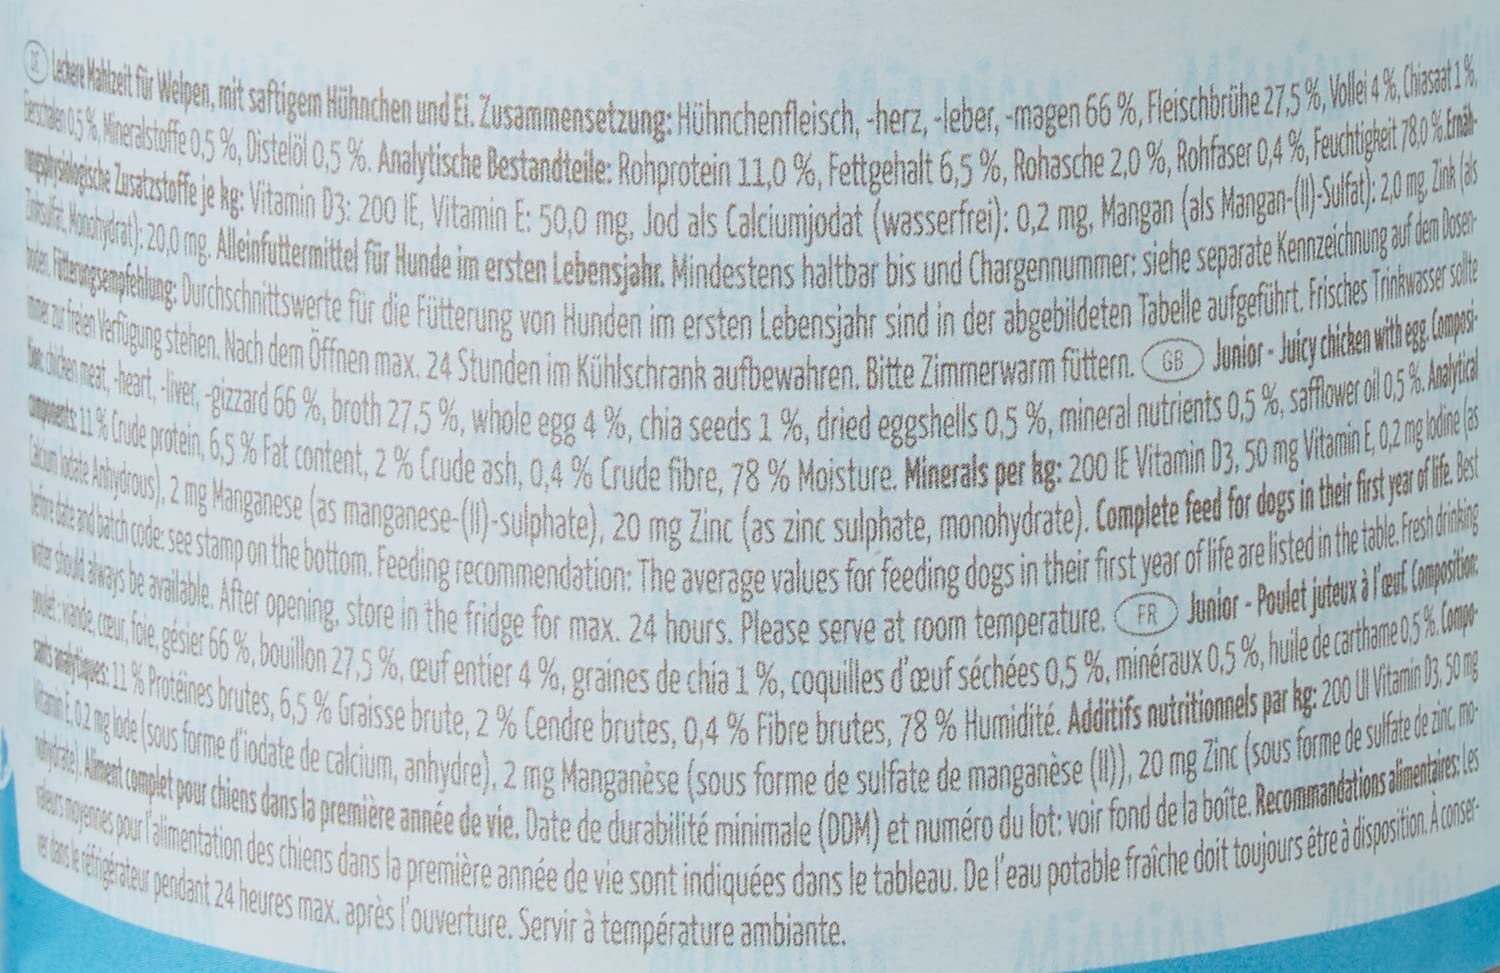 DE Leckere Mahlzeit für Welpen, mit saftigem Hühnchen und Ei. Zusammensetzung: Hühnchenfleisch, -herz, -leber, -magen 66 %, Fleischbrühe 27,5 %, Vollei 4 %, Chiasaat 1 %,
Eierschalen 0,5 %, Mineralstoffe 0,5 %, Distelöl 0,5 %. Analytische Bestandteile: Rohprotein 11,0 %, Fettgehalt 6,5 %, Rohasche 2,0 %, Rohfaser 0,4 %, Feuchtigkeit 78,0 %. Ernäh-
rungsphysiologische Zusatzstoffe je kg: Vitamin D3: 200 IE, Vitamin E: 50,0 mg, Jod als Calciumjodat (wasserfrei): 0,2 mg, Mangan (als Mangan-(II)-Sulfat): 2,0 mg, Zink (als
Zinksulfat, Monohydrat): 20,0 mg. Alleinfuttermittel für Hunde im ersten Lebensjahr. Mindestens haltbar bis und Chargennummer: siehe separate Kennzeichnung auf dem Dosen-
boden. Fütterungsempfehlung: Durchschnittswerte für die Fütterung von Hunden im ersten Lebensjahr sind in der abgebildeten Tabelle aufgeführt. Frisches Trinkwasser sollte
immer zur freien Verfügung stehen. Nach dem Öffnen max. 24 Stunden im Kühlschrank aufbewahren. Bitte Zimmerwarm füttern. GB Junior - Juicy chicken with egg. Composi-
tion: chicken meat, -heart, -liver, -gizzard 66 %, broth 27,5 %, whole egg 4 %, chia seeds 1 %, dried eggshells 0,5 %, mineral nutrients 0,5 %, safflower oil 0,5 %. Analytical
components: 11 % Crude protein, 6,5 % Fat content, 2 % Crude ash, 0,4 % Crude fibre, 78 % Moisture. Minerals per kg: 200 IE Vitamin D3, 50 mg Vitamin E, 0,2 mg Iodine (as
Calcium Iodate Anhydrous), 2 mg Manganese (as manganese-(II)-sulphate), 20 mg Zinc (as zinc sulphate, monohydrate). Complete feed for dogs in their first year of life. Best
before date and batch code: see stamp on the bottom. Feeding recommendation: The average values for feeding dogs in their first year of life are listed in the table. Fresh drinking
water should always be available. After opening, store in the fridge for max. 24 hours. Please serve at room temperature. FR Junior - Poulet juteux à l'œuf. Composition:
poulet: viande, cœur, foie, gésier 66 %, bouillon 27,5 %, œuf entier 4 %, graines de chia 1 %, coquilles d'œuf séchées 0,5 %, minéraux 0,5 %, huile de carthame 0,5 %. Compo-
sants analytiques: 11 % Protéines brutes, 6,5 % Graisse brute, 2 % Cendre brutes, 0,4 % Fibre brutes, 78 % Humidité. Additifs nutritionnels par kg: 200 UI Vitamin D3, 50 mg
Vitamin E, 0,2 mg Iode (sous forme d'iodate de calcium, anhydre), 2 mg Manganèse (sous forme de sulfate de manganèse (II)), 20 mg Zinc (sous forme de sulfate de zinc, mo-
nohydrate). Aliment complet pour chiens dans la première année de vie. Date de durabilité minimale (DDM) et numéro du lot: voir fond de la boîte. Recommandations alimentaires: Les
valeurs moyennes pour l'alimentation des chiens dans la première année de vie sont indiquées dans le tableau. De l'eau potable fraîche doit toujours être à disposition. À conser-
ver dans le réfrigérateur pendant 24 heures max. après l'ouverture. Servir à température ambiante.